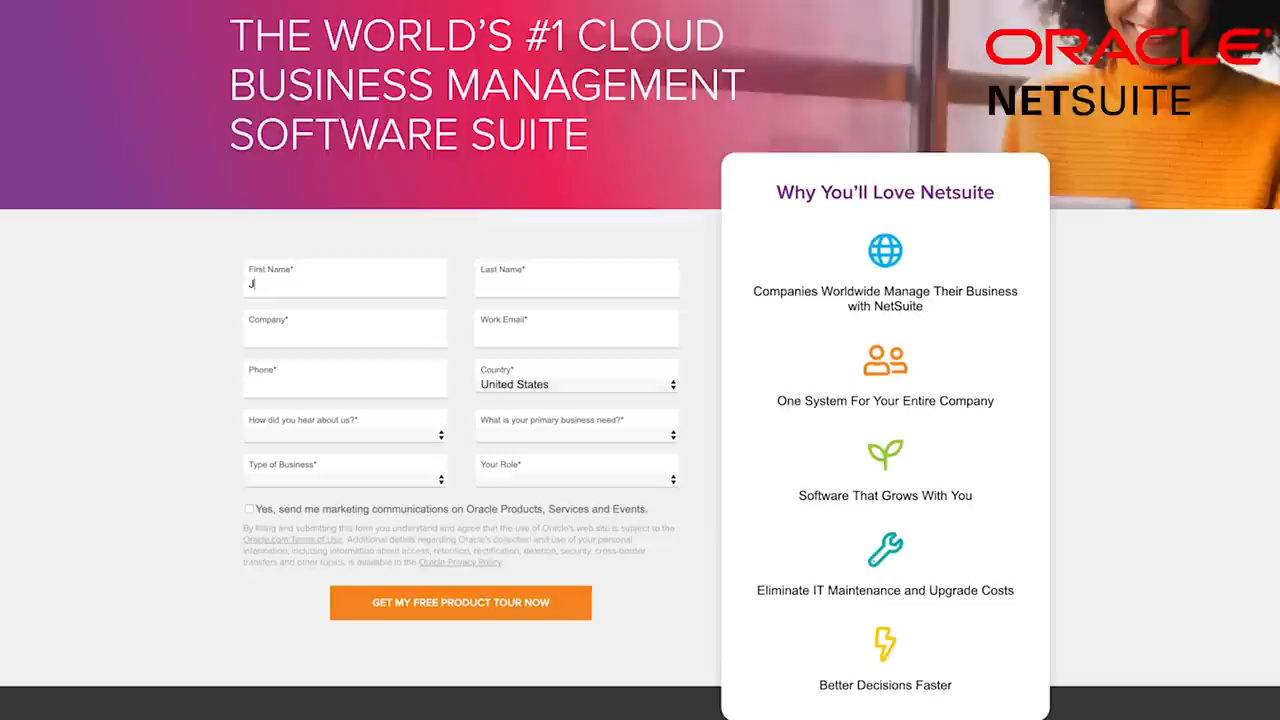 THE WORLD'S #1 CLOUD
BUSINESS MANAGEMENT
SOFTWARE SUITE
ORACLE
NETSUITE
First Name*
J
Last Name*
Company*
Work Email*
Phone*
Country*
United States
How did you hear about us?*
What is your primary business need?*
Type of Business*
Your Role*
Yes, send me marketing communications on Oracle Products, Services and Events.
By filling and submitting this form you understand and agree that the use of Oracle's web site is subject to the
Oracle.com Terms of Use. Additional details regarding Oracle's collection and use of your personal
information, including information about access, retention, rectification, deletion, security, cross-border
transfers and other topics, is available in the Oracle Privacy Policy.
GET MY FREE PRODUCT TOUR NOW
Why You'll Love Netsuite
Companies Worldwide Manage Their Business
with NetSuite
One System For Your Entire Company
Software That Grows With You
Eliminate IT Maintenance and Upgrade Costs
Better Decisions Faster